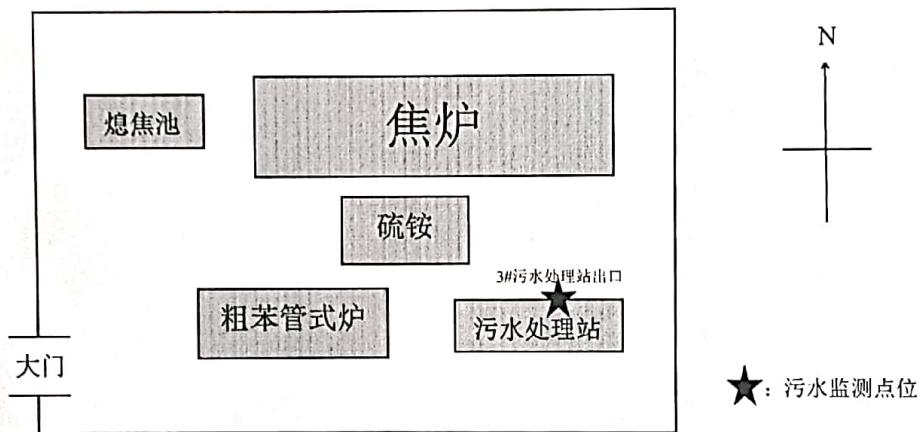 N
熄焦池
焦炉
硫铵
3#污水处理站出口
粗苯管式炉
污水处理站
大门
★：污水监测点位